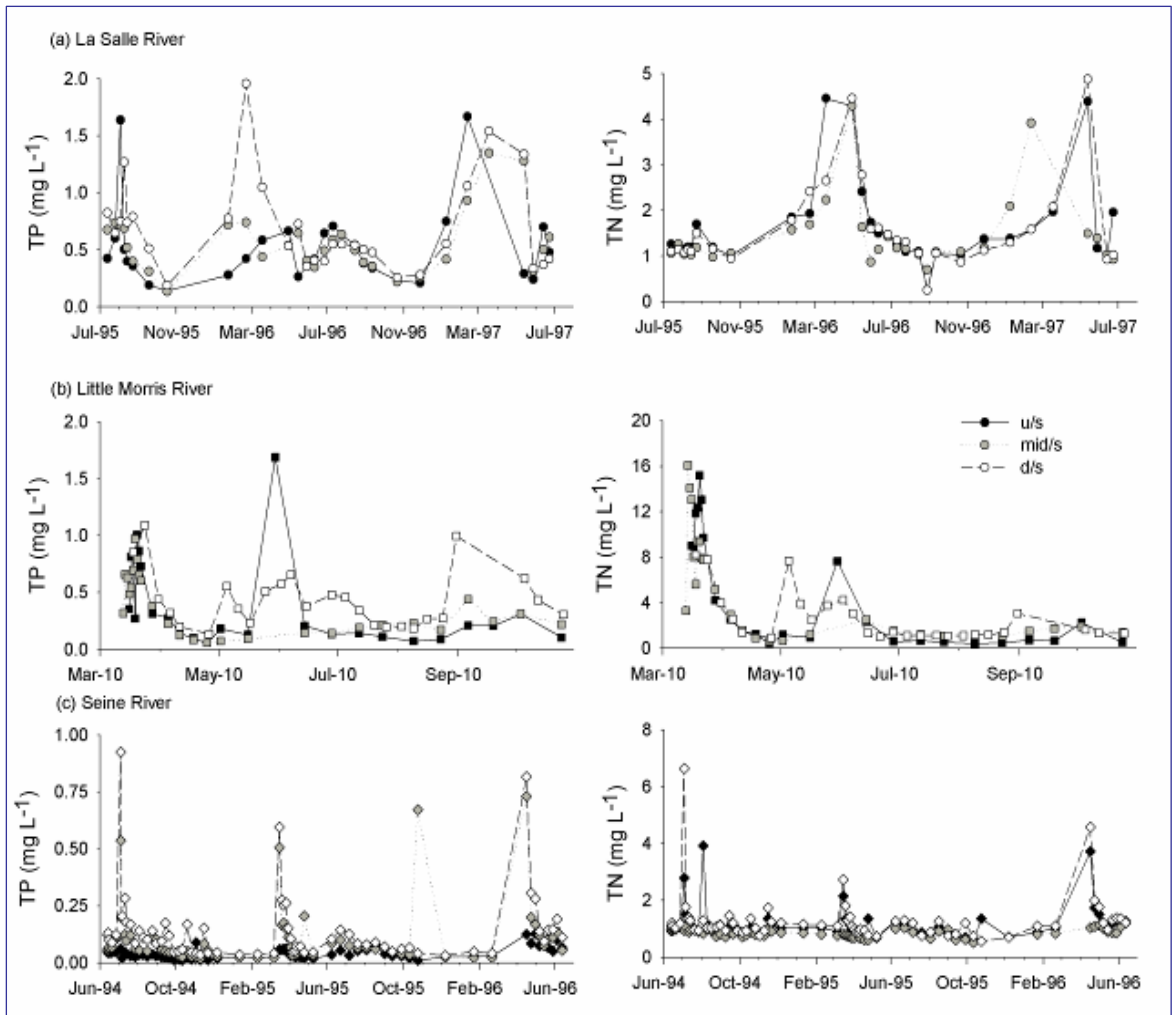 (a) La Salle River
TP (mg L⁻¹)
2.0
1.5
1.0
0.5
0.0
Jul-95 Nov-95 Mar-96 Jul-96 Nov-96 Mar-97 Jul-97
TN (mg L⁻¹)
5
4
3
2
1
0
Jul-95 Nov-95 Mar-96 Jul-96 Nov-96 Mar-97 Jul-97
(b) Little Morris River
TP (mg L⁻¹)
2.0
1.5
1.0
0.5
0.0
Mar-10 May-10 Jul-10 Sep-10
TN (mg L⁻¹)
20
16
12
8
4
0
Mar-10 May-10 Jul-10 Sep-10
u/s
mid/s
d/s
(c) Seine River
TP (mg L⁻¹)
1.00
0.75
0.50
0.25
0.00
Jun-94 Oct-94 Feb-95 Jun-95 Oct-95 Feb-96 Jun-96
TN (mg L⁻¹)
8
6
4
2
0
Jun-94 Oct-94 Feb-95 Jun-95 Oct-95 Feb-96 Jun-96